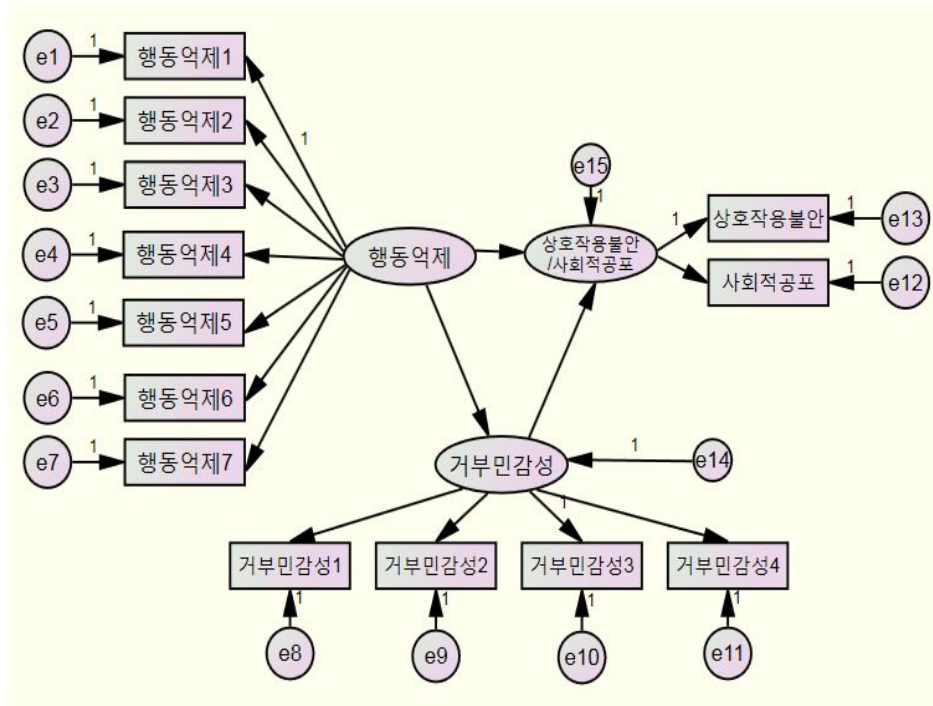 e1
1
행동억제1
e2
1
행동억제2
1
e3
1
행동억제3
e4
1
행동억제4
e5
1
행동억제5
e6
1
행동억제6
e7
1
행동억제7
행동억제
e15
1
상호작용불안
/사회적공포
1
상호작용불안
1
e13
사회적공포
1
e12
거부민감성
1
e14
1
거부민감성1
거부민감성2
거부민감성3
거부민감성4
1
1
1
1
e8
e9
e10
e11